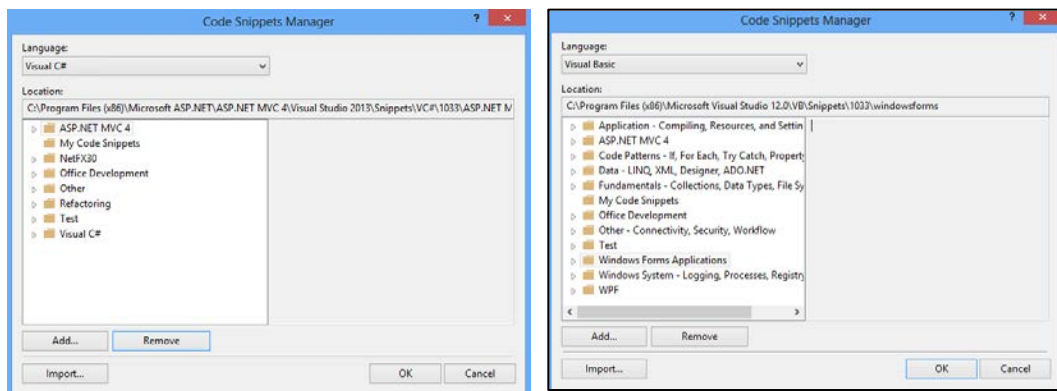 Code Snippets Manager
?
Language:
Visual C#
Location:
C:\Program Files (x86)\Microsoft ASP.NET\ASP.NET MVC 4\Visual Studio 2013\Snippets\VC#\1033\ASP.NET M
ASP.NET MVC 4
My Code Snippets
NetFX30
Office Development
Other
Refactoring
Test
Visual C#
Add...
Remove
Import...
OK
Cancel
Code Snippets Manager
?
Language:
Visual Basic
Location:
C:\Program Files (x86)\Microsoft Visual Studio 12.0\VB\Snippets\1033\windowsforms
Application - Compiling, Resources, and Settin
ASP.NET MVC 4
Code Patterns - If, For Each, Try Catch, Property
Data - LINQ, XML, Designer, ADO.NET
Fundamentals - Collections, Data Types, File Sy
My Code Snippets
Office Development
Other - Connectivity, Security, Workflow
Test
Windows Forms Applications
Windows System - Logging, Processes, Registry
WPF
Add...
Remove
Import...
OK
Cancel